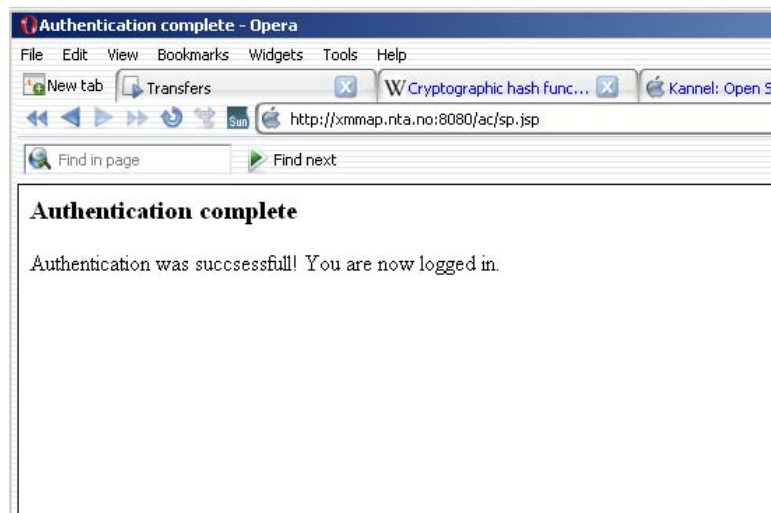 Authentication complete - Opera
File Edit View Bookmarks Widgets Tools Help
New tab Transfers W Cryptographic hash func... Kannel: Open S
Sun http://xmmap.nta.no:8080/ac/sp.jsp
Find in page Find next
Authentication complete
Authentication was succsessfull! You are now logged in.